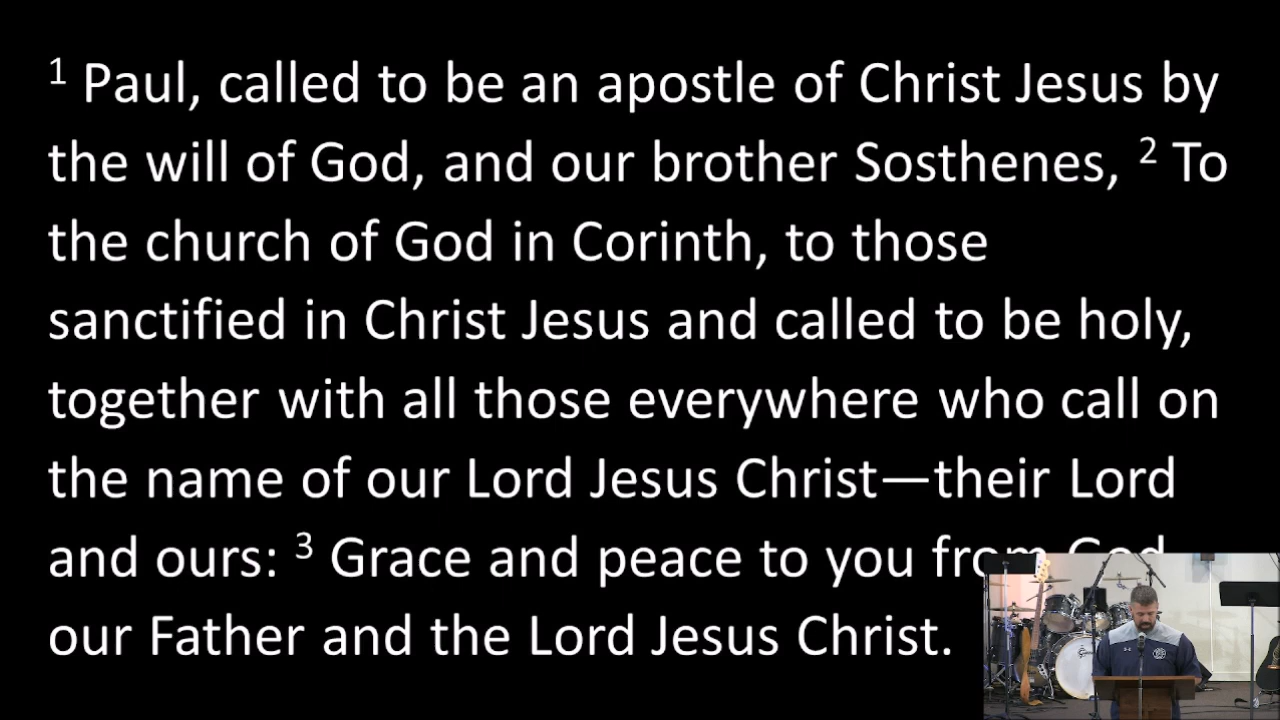 1 Paul, called to be an apostle of Christ Jesus by
the will of God, and our brother Sosthenes, 2 To
the church of God in Corinth, to those
sanctified in Christ Jesus and called to be holy,
together with all those everywhere who call on
the name of our Lord Jesus Christ—their Lord
and ours: 3 Grace and peace to you from God
our Father and the Lord Jesus Christ.